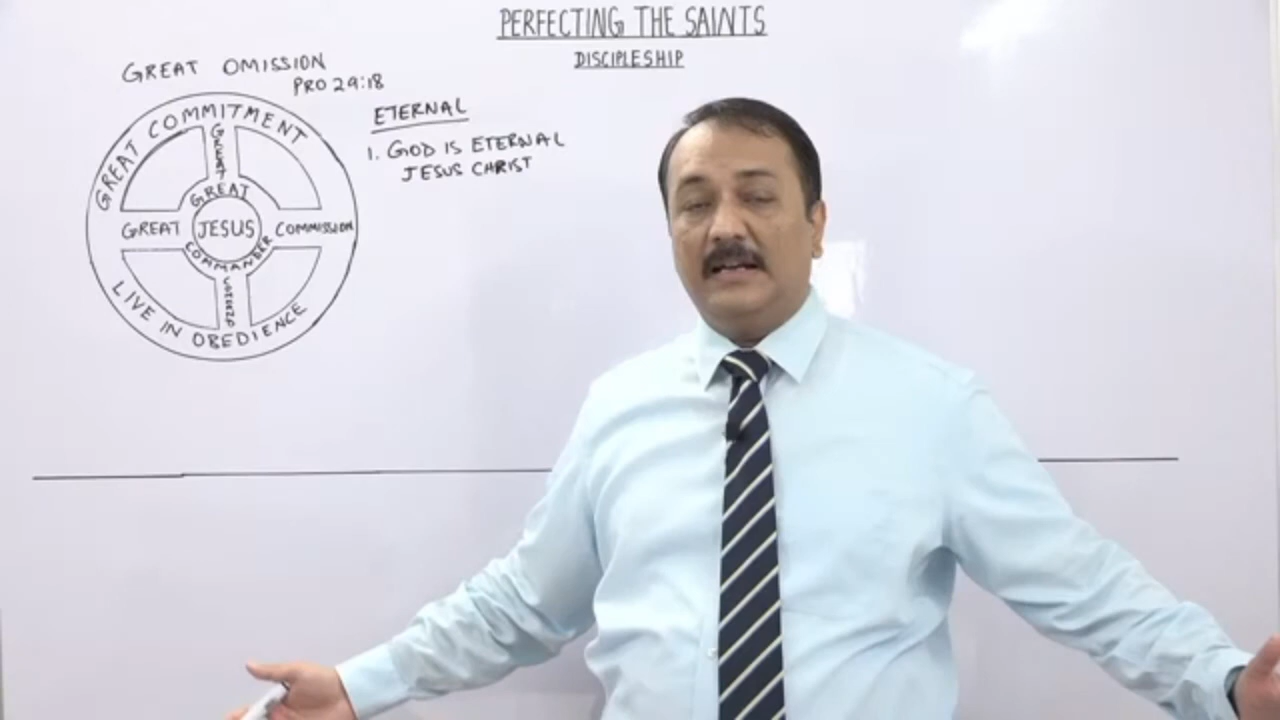 PERFECTING THE SAINTS
DISCIPLESHIP
GREAT OMISSION
PRO 29:18
GREAT COMMITMENT
GREAT
GREAT
GREAT JESUS COMMISSION
COMMANDER
LIVE IN OBEDIENCE
ETERNAL
1. GOD IS ETERNAL
JESUS CHRIST